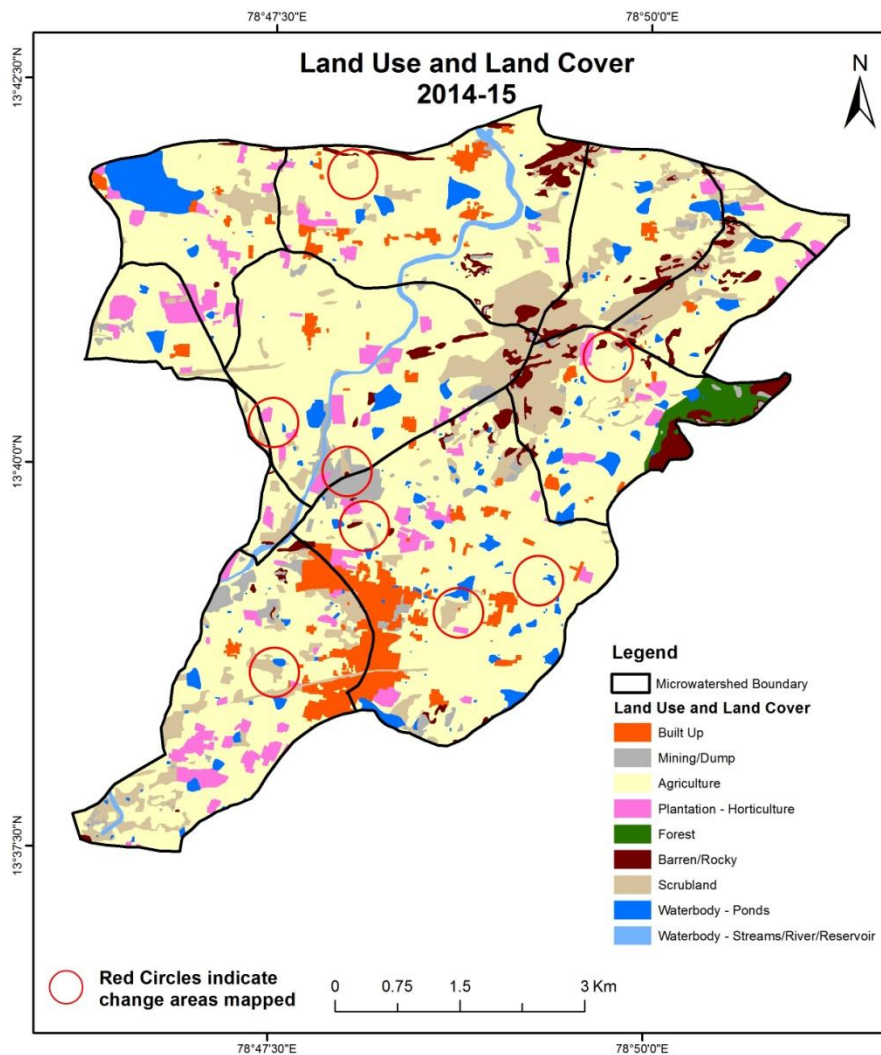 78°47'30"E
78°50'0"E
Land Use and Land Cover
2014-15
N
13°42'30"N
13°40'0"N
13°37'30"N
Legend
Microwatershed Boundary
Land Use and Land Cover
Built Up
Mining/Dump
Agriculture
Plantation - Horticulture
Forest
Barren/Rocky
Scrubland
Waterbody - Ponds
Waterbody - Streams/River/Reservoir
Red Circles indicate
change areas mapped
0 0.75 1.5 3 Km
78°47'30"E
78°50'0"E